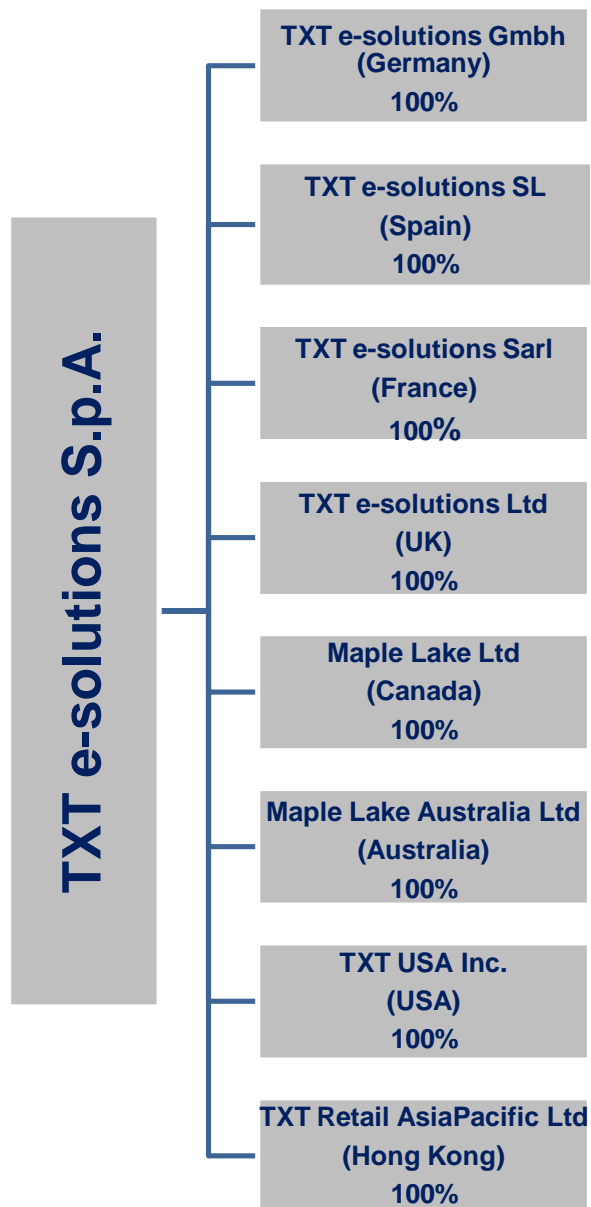 TXT e-solutions S.p.A.
TXT e-solutions Gmbh
(Germany)
100%
TXT e-solutions SL
(Spain)
100%
TXT e-solutions Sarl
(France)
100%
TXT e-solutions Ltd
(UK)
100%
Maple Lake Ltd
(Canada)
100%
Maple Lake Australia Ltd
(Australia)
100%
TXT USA Inc.
(USA)
100%
TXT Retail AsiaPacific Ltd
(Hong Kong)
100%